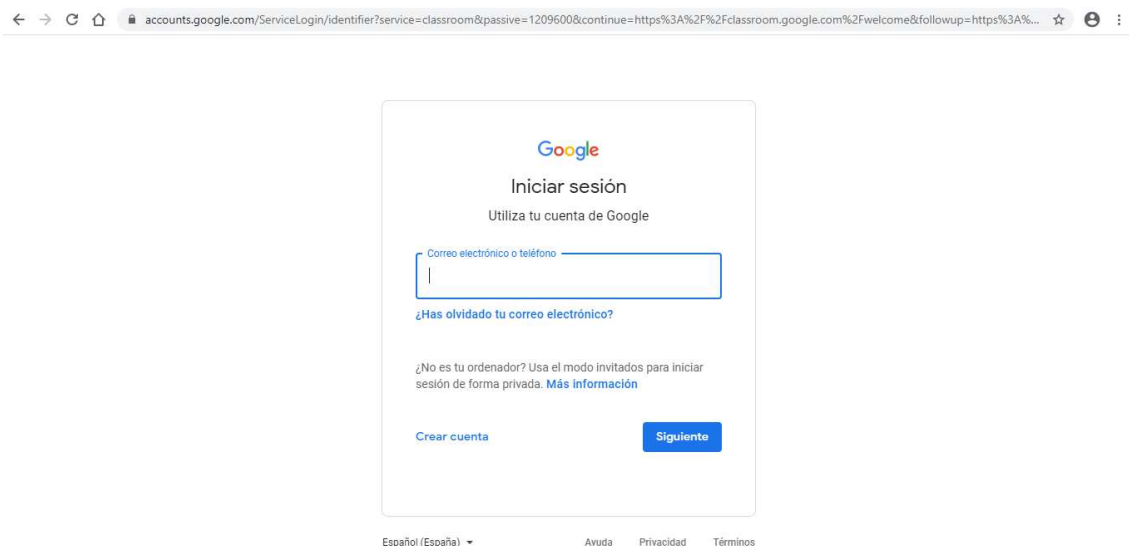 accounts.google.com/ServiceLogin/identifier?service=classroom&passive=1209600&continue=https%3A%2F%2Fclassroom.google.com%2Fwelcome&followup=https%3A%...
Google
Iniciar sesión
Utiliza tu cuenta de Google
Correo electrónico o teléfono
¿Has olvidado tu correo electrónico?
¿No es tu ordenador? Usa el modo invitados para iniciar
sesión de forma privada. Más información
Crear cuenta Siguiente
Español (España) Ayuda Privacidad Términos